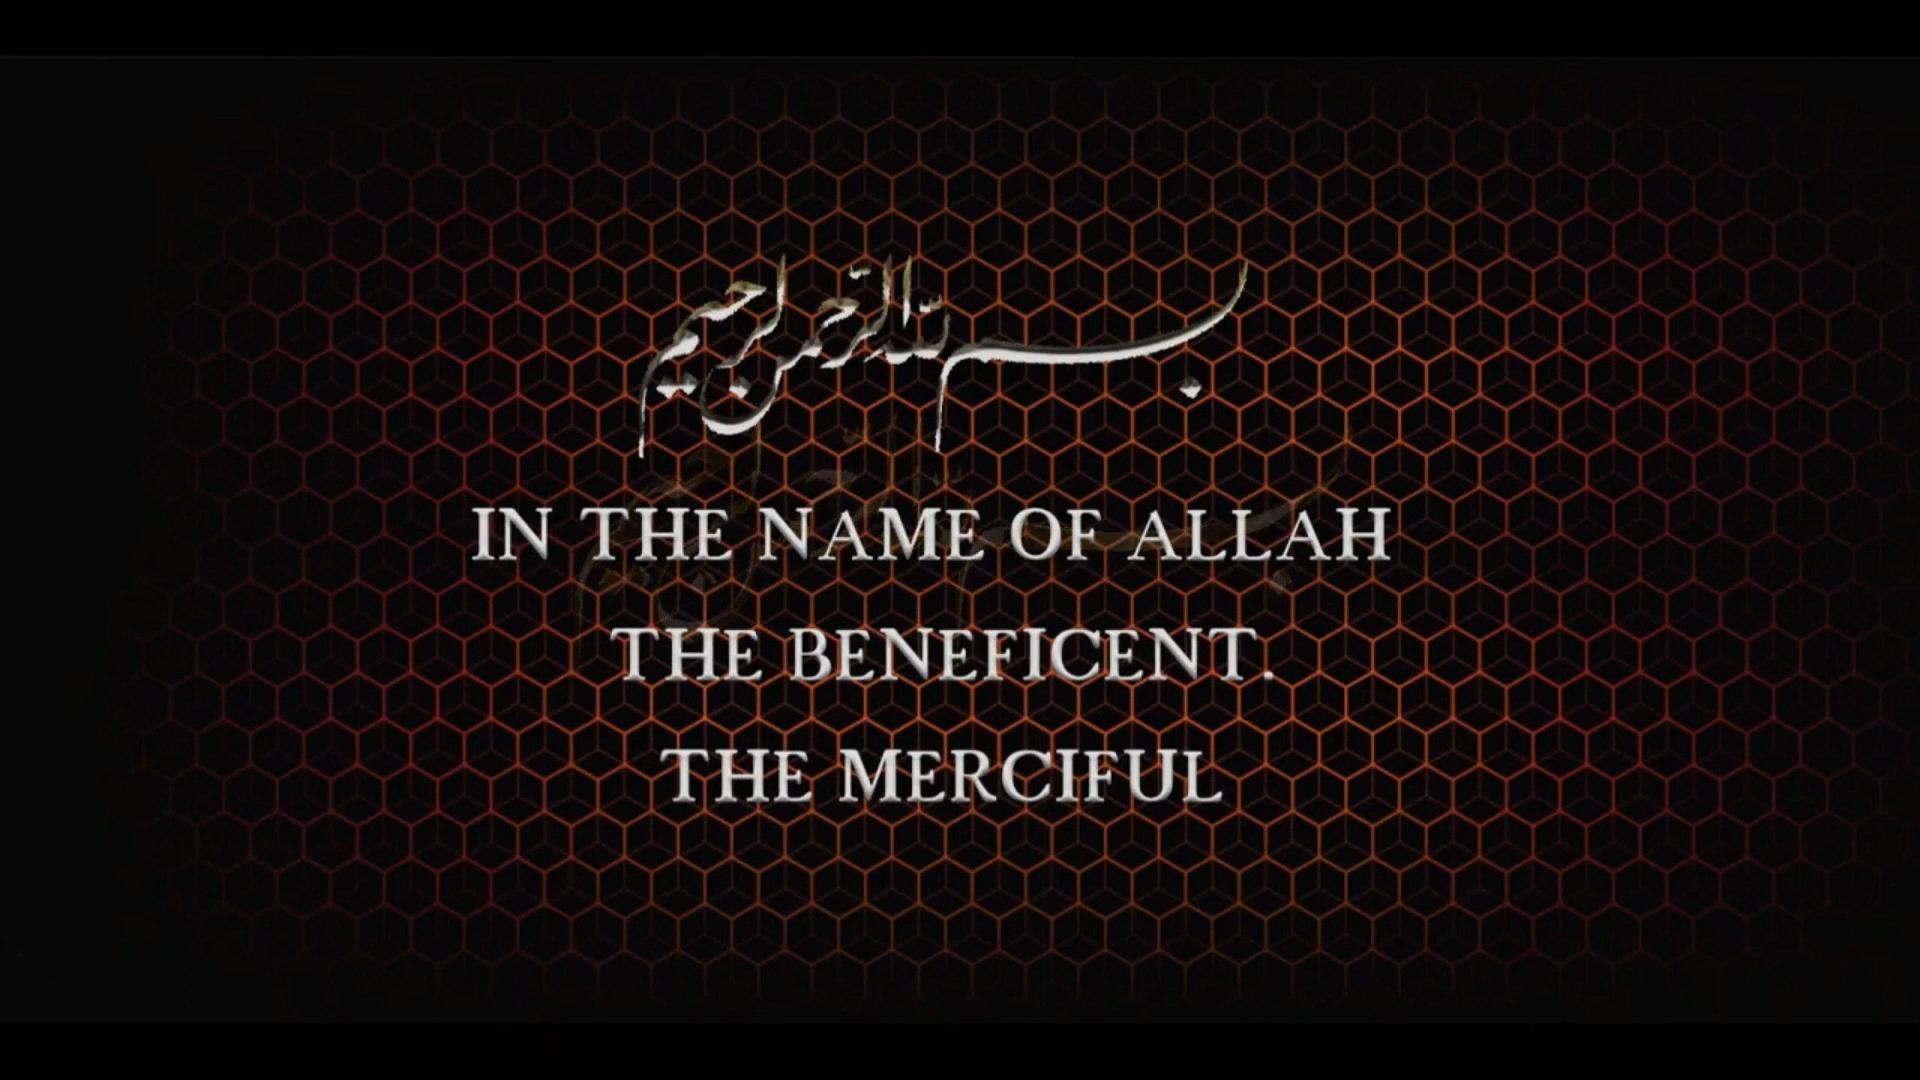 بسم الله الرحمن الرحيم
IN THE NAME OF ALLAH
THE BENEFICENT.
THE MERCIFUL